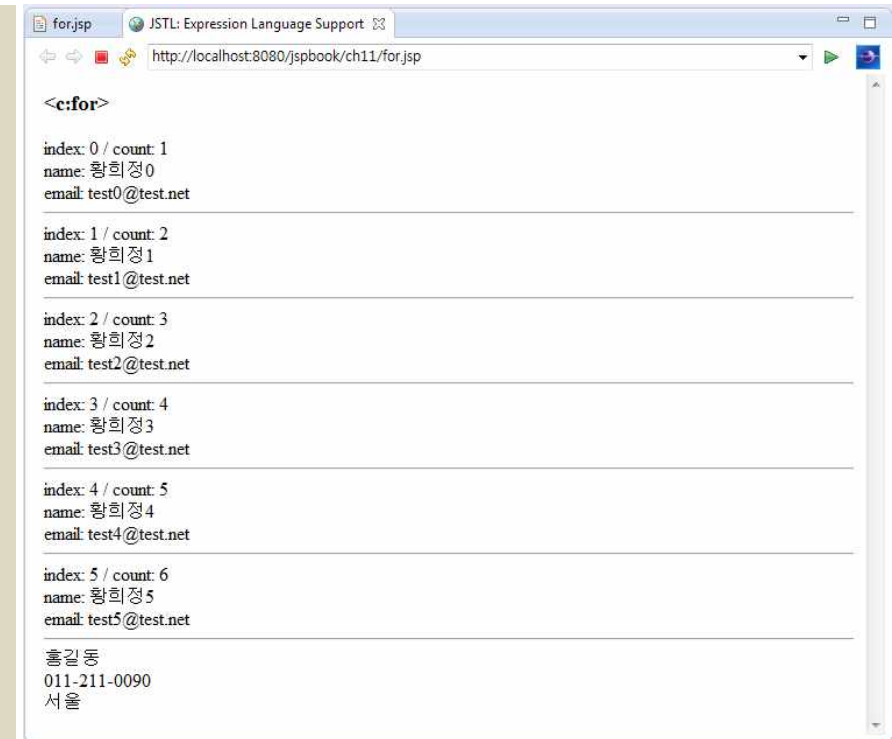 for.jsp
JSTL: Expression Language Support
http://localhost:8080/jspbook/ch11/for.jsp
<c:for>
index: 0 / count: 1
name: 황희정0
email: test0@test.net
index: 1 / count: 2
name: 황희정1
email: test1@test.net
index: 2 / count: 3
name: 황희정2
email: test2@test.net
index: 3 / count: 4
name: 황희정3
email: test3@test.net
index: 4 / count: 5
name: 황희정4
email: test4@test.net
index: 5 / count: 6
name: 황희정5
email: test5@test.net
홍길동
011-211-0090
서울